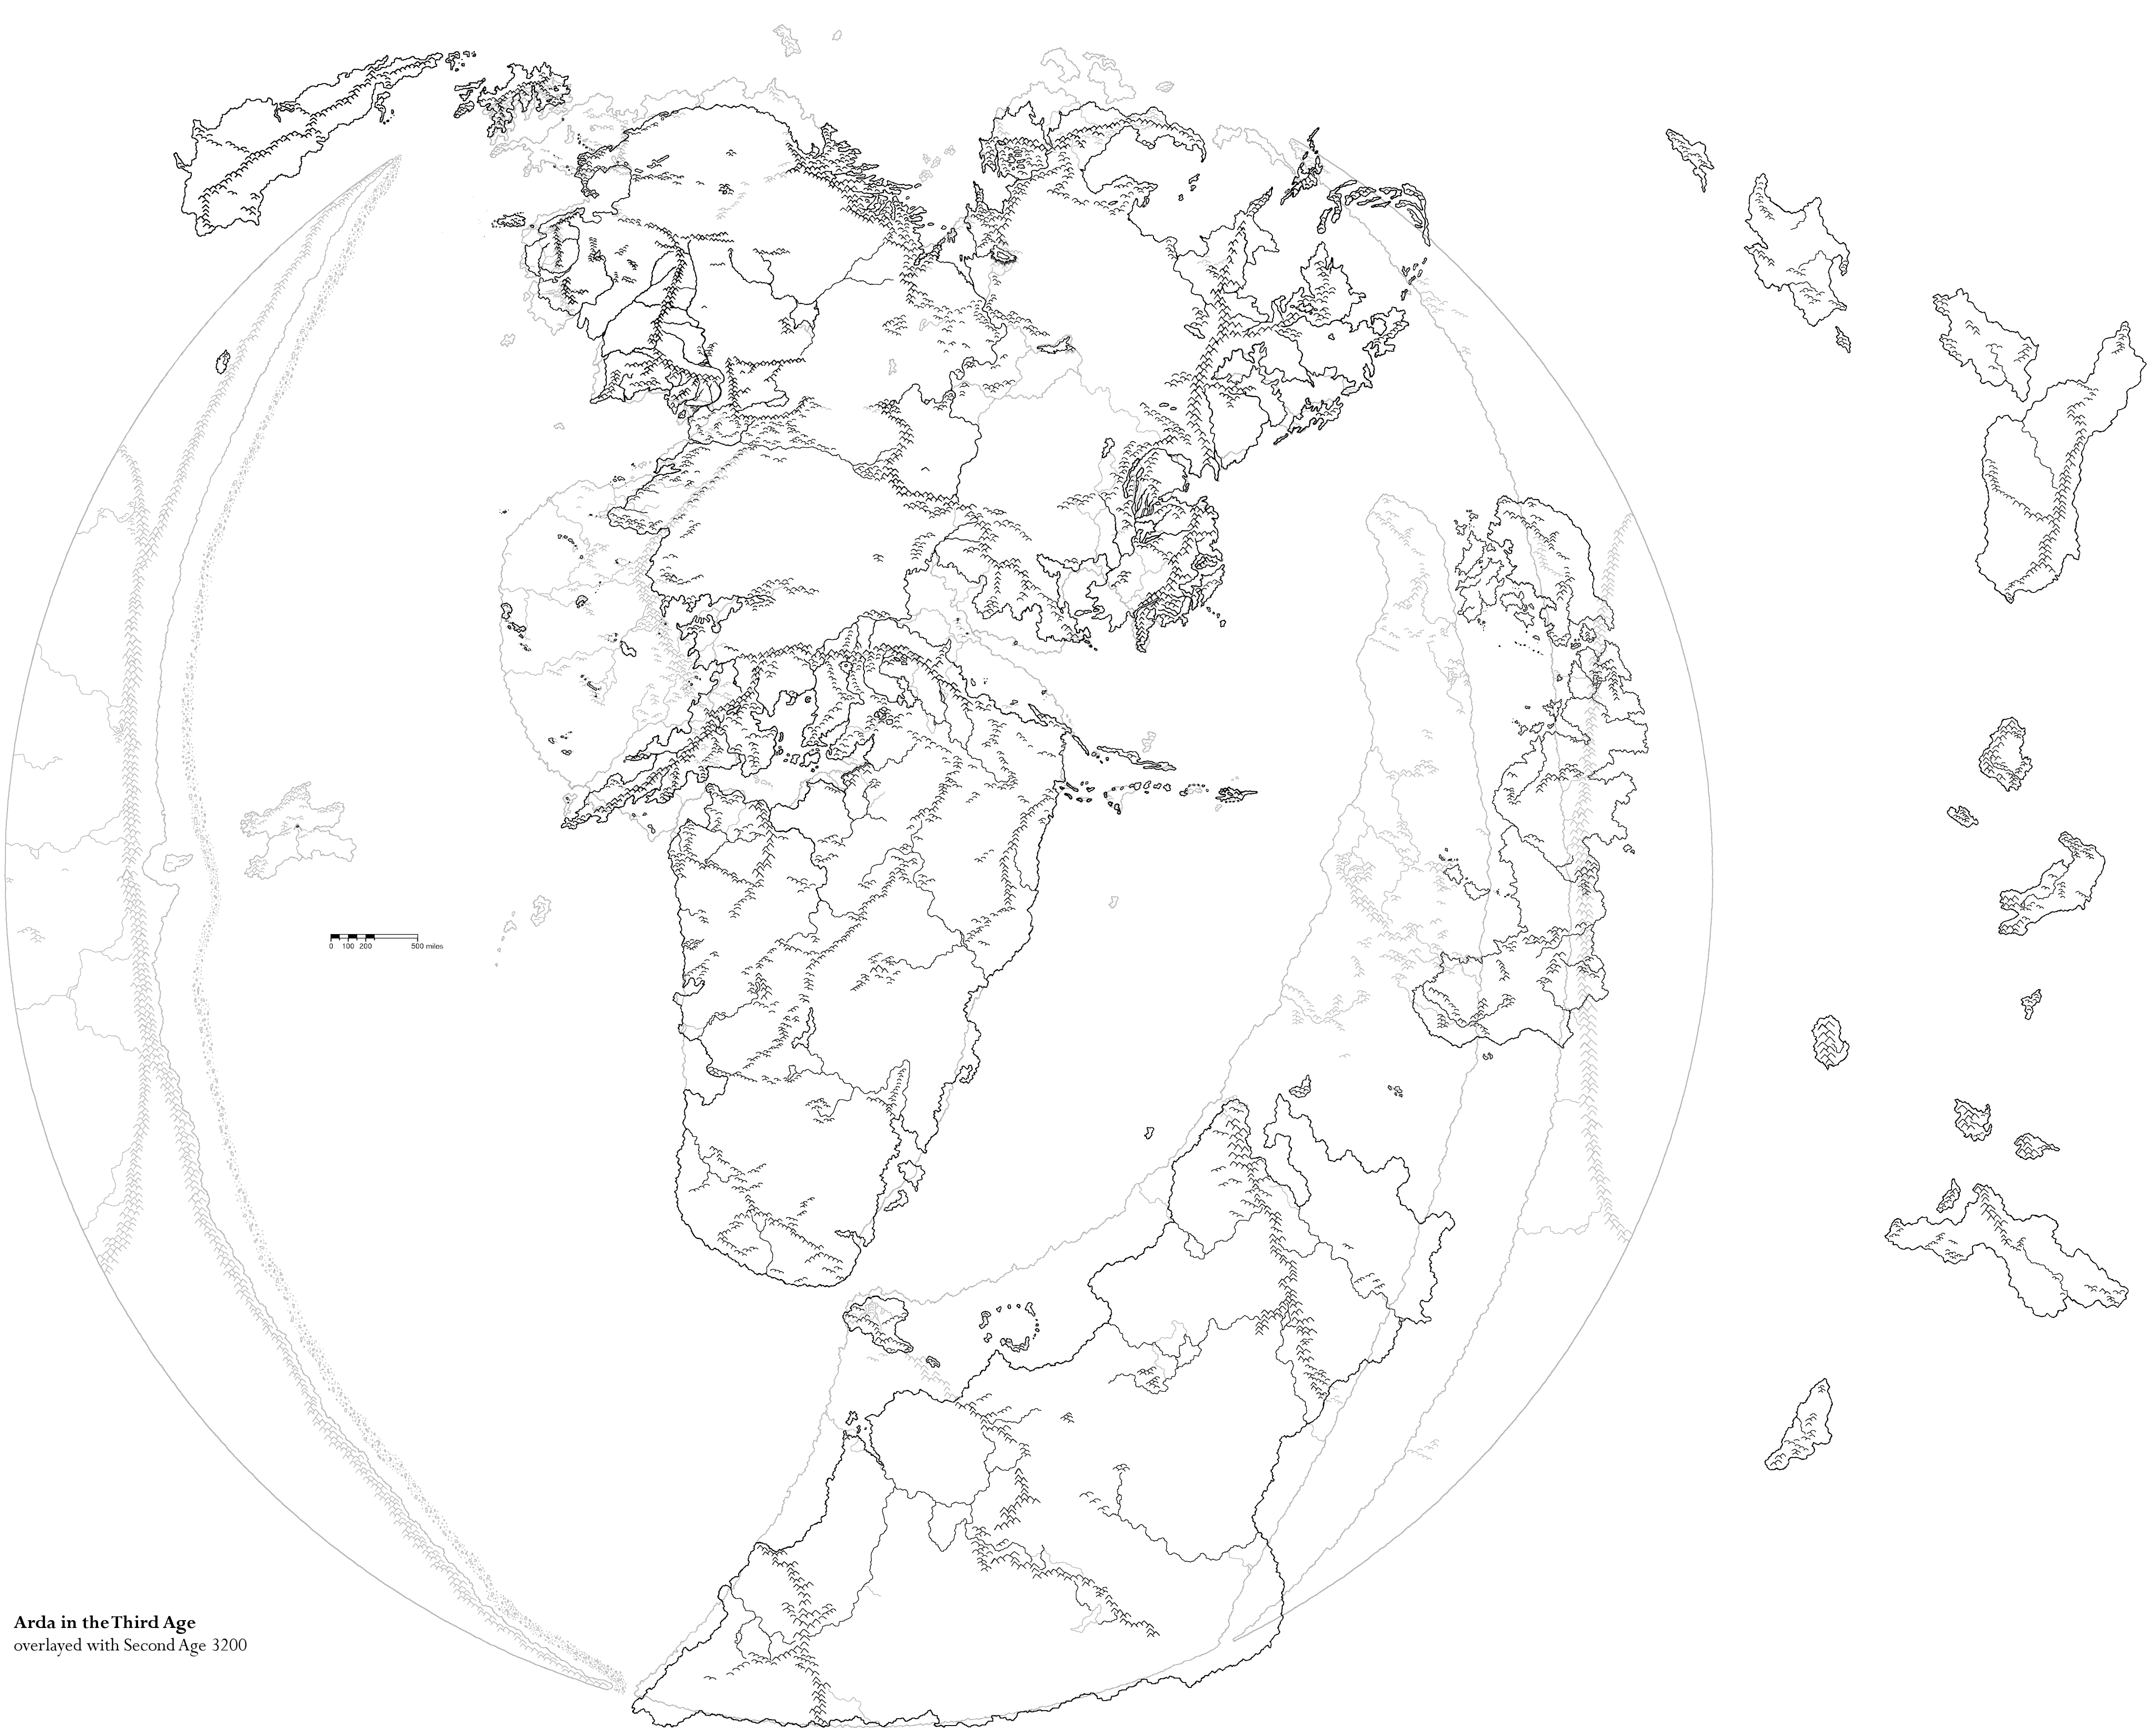 0 100 200 500 miles
Arda in the Third Age
overlayed with Second Age 3200